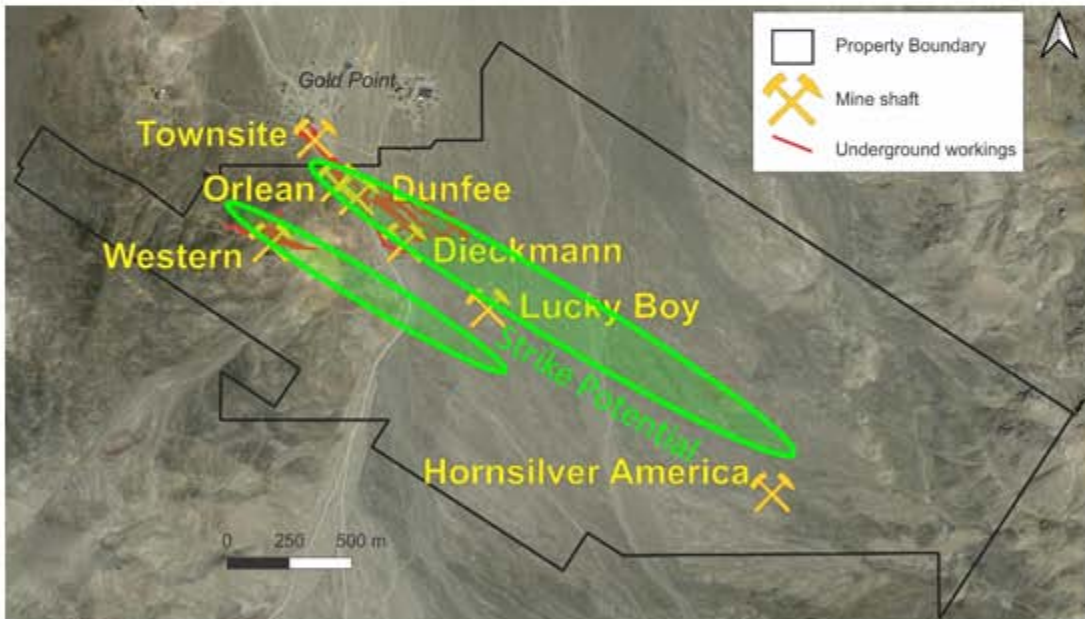 Property Boundary
Mine shaft
Underground workings
Gold Point
Townsite
Orlean
Dunfee
Western
Dieckmann
Lucky Boy
Strike Potential
Hornsilver America
0 250 500 m